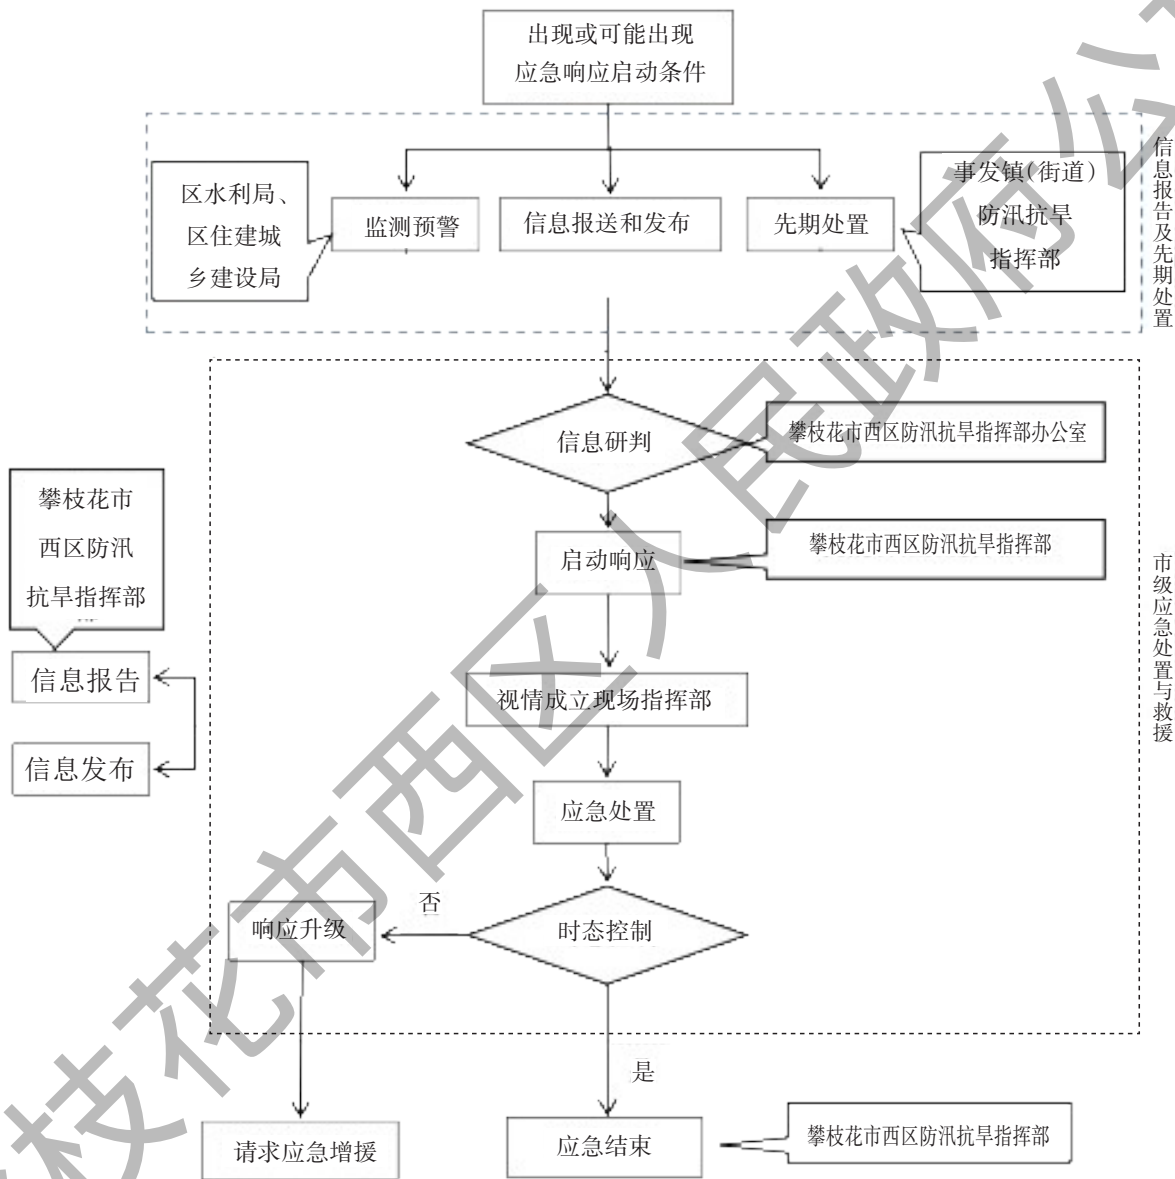 出现或可能出现
应急响应启动条件
区水利局、
区住建城
乡建设局
监测预警
信息报送和发布
先期处置
事发镇(街道)
防汛抗旱
指挥部
信息报告及先期处置
信息研判
攀枝花市西区防汛抗旱指挥部办公室
攀枝花市
西区防汛
抗旱指挥部
启动响应
攀枝花市西区防汛抗旱指挥部
市级应急处置与救援
信息报告
视情成立现场指挥部
信息发布
应急处置
否
响应升级
时态控制
是
请求应急增援
应急结束
攀枝花市西区防汛抗旱指挥部
枝花市西区人民政府公